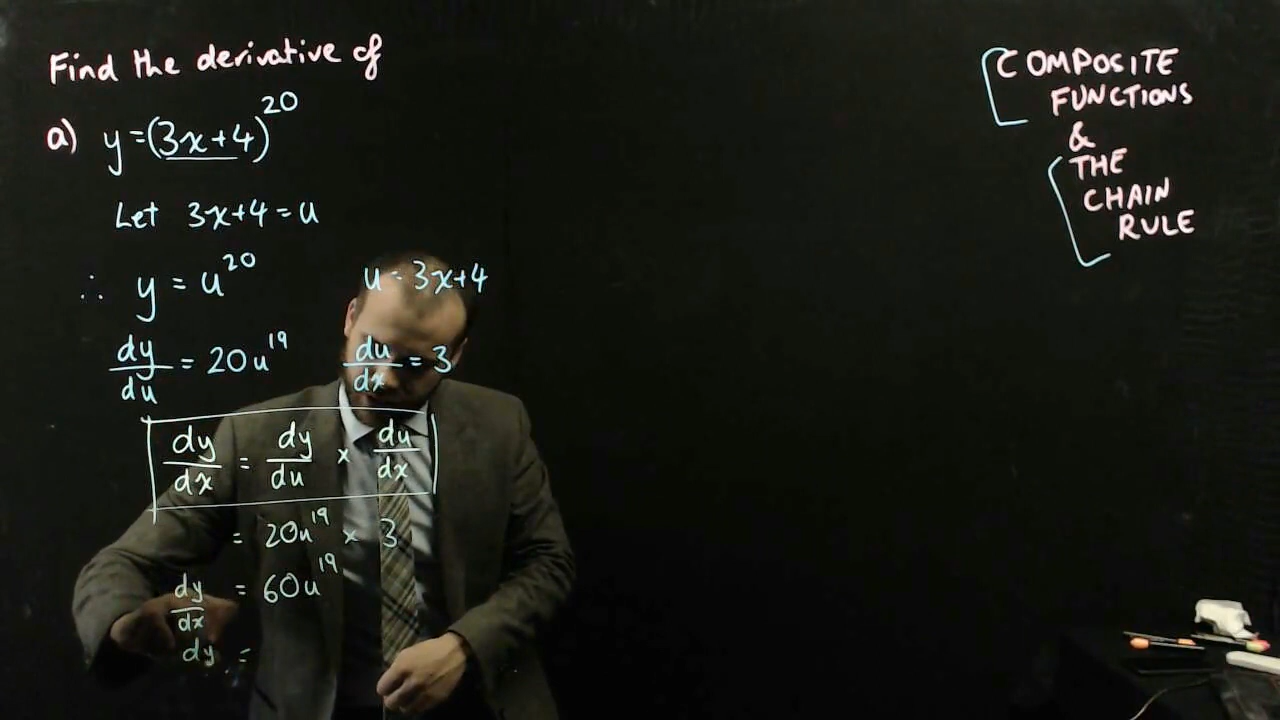 Find the derivative of
a) y=(3x+4)^20
Let 3x+4=u
∴ y = u^20 u = 3x+4
dy/du = 20u^19 du/dx = 3
dy/dx = dy/du × du/dx
= 20u^19 × 3
dy/dx = 60u^19
dy =
COMPOSITE
FUNCTIONS
&
THE
CHAIN
RULE